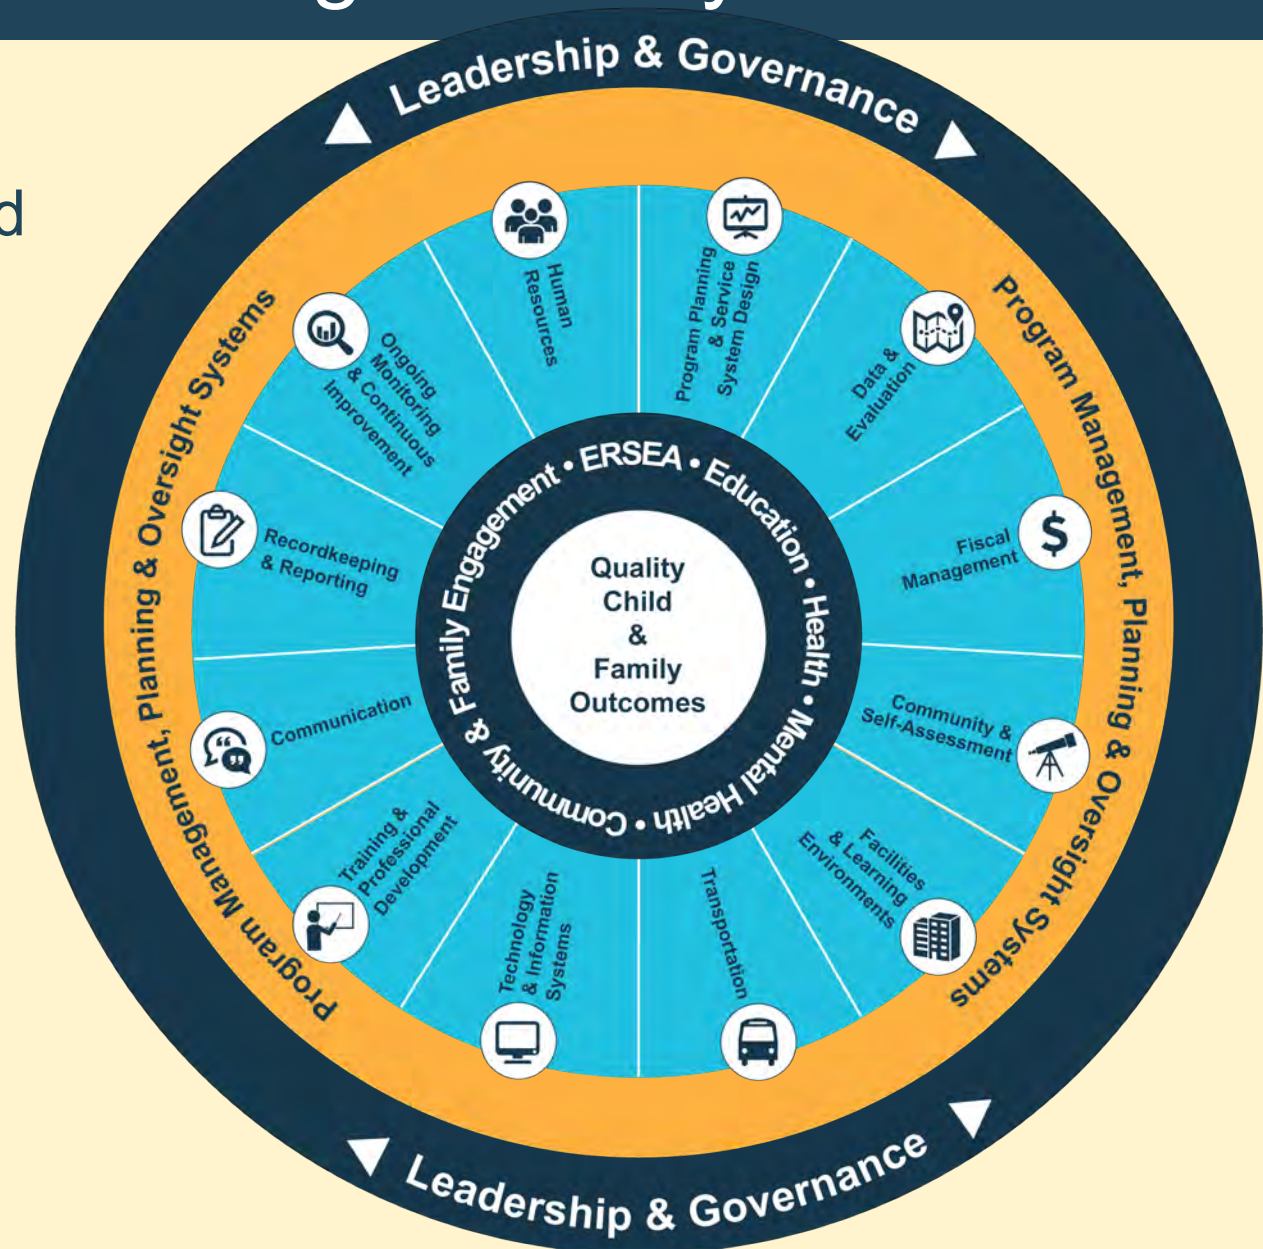 Leadership & Governance
Program Management, Planning & Oversight Systems
Program Management, Planning & Oversight Systems
Human
Resources
Program Planning
& Service
System Design
Data &
Evaluation
Fiscal
Management
Community &
Self-Assessment
Facilities
& Learning
Environments
Transportation
Technology
& Information
Systems
Training &
Professional
Development
Communication
Recordkeeping
& Reporting
Ongoing
Monitoring
& Continuous
Improvement
ERSEA • Education • Health • Mental Health • Community & Family Engagement •
Quality
Child
&
Family
Outcomes
$
Leadership & Governance